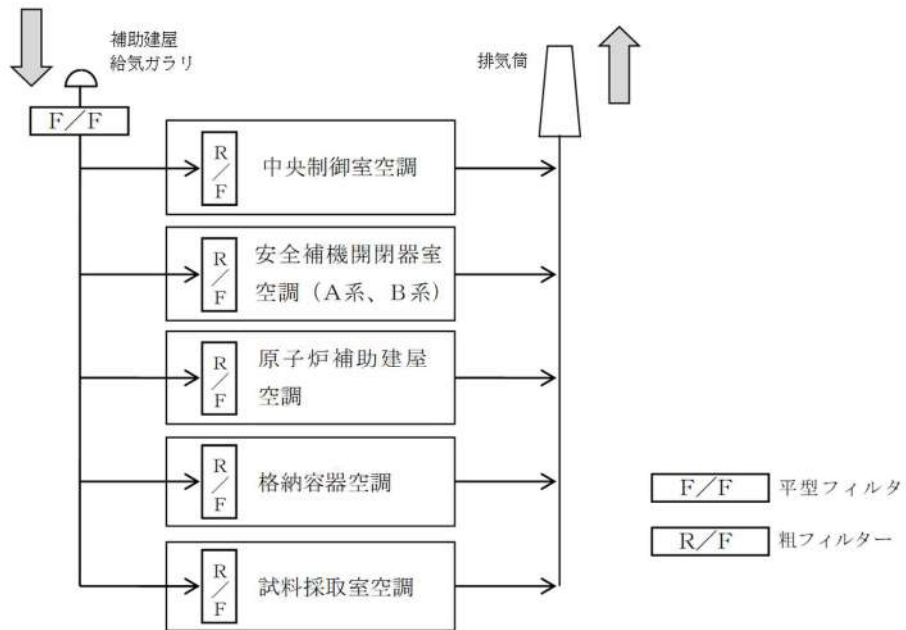 補助建屋
給気ガラリ
排気筒
F／F
R／F
中央制御室空調
R／F
安全補機開閉器室
空調（A系、B系）
R／F
原子炉補助建屋
空調
R／F
格納容器空調
R／F
試料採取室空調
F／F
平型フィルタ
R／F
粗フィルター